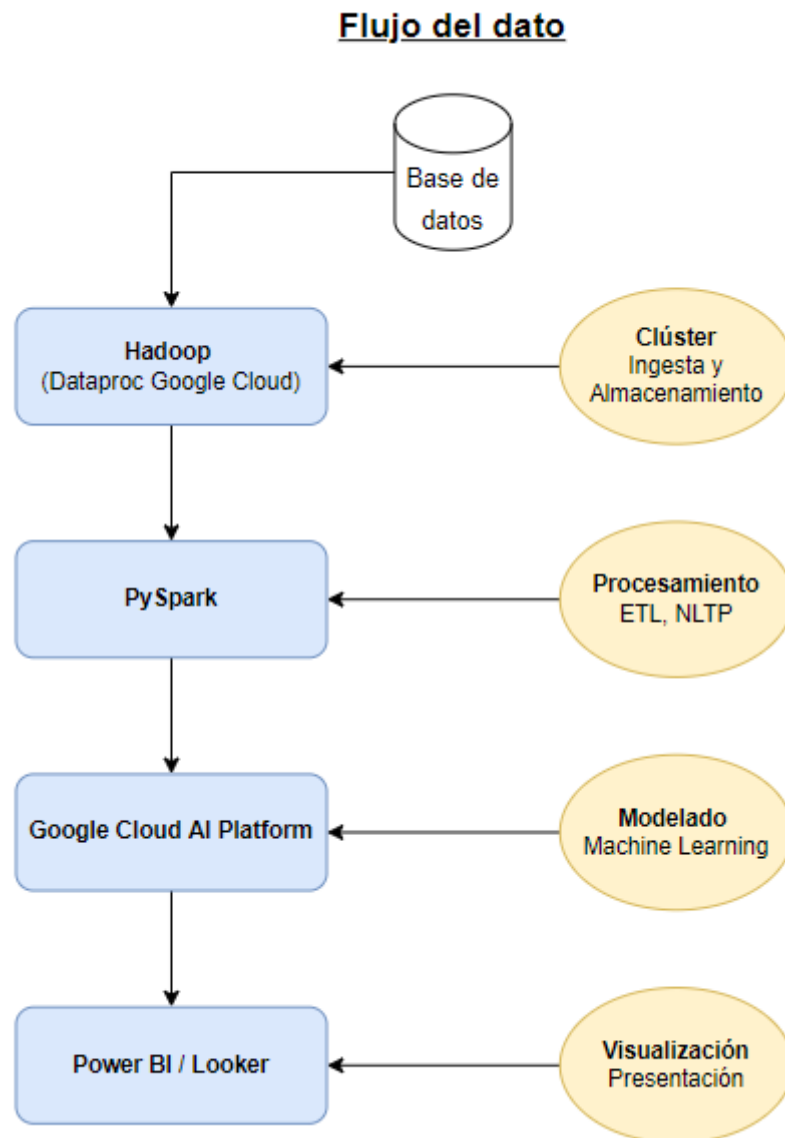 Flujo del dato
Base de
datos
Hadoop
(Dataproc Google Cloud)
Clúster
Ingesta y
Almacenamiento
PySpark
Procesamiento
ETL, NLTP
Google Cloud AI Platform
Modelado
Machine Learning
Power BI / Looker
Visualización
Presentación